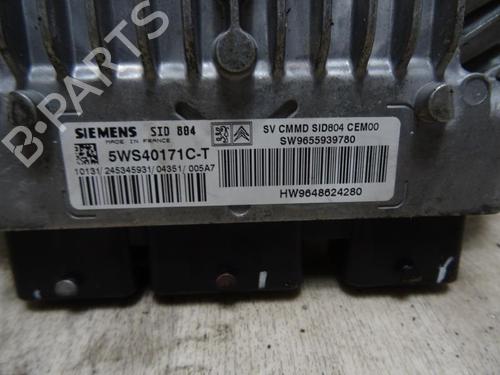 B-PARTS
SIEMENS SID 804
MADE IN FRANCE
5WS40171C-T
10131/245345931/04351/005A7
SV CMMD SID804 CEM00
SW9655939780
HW9648624280